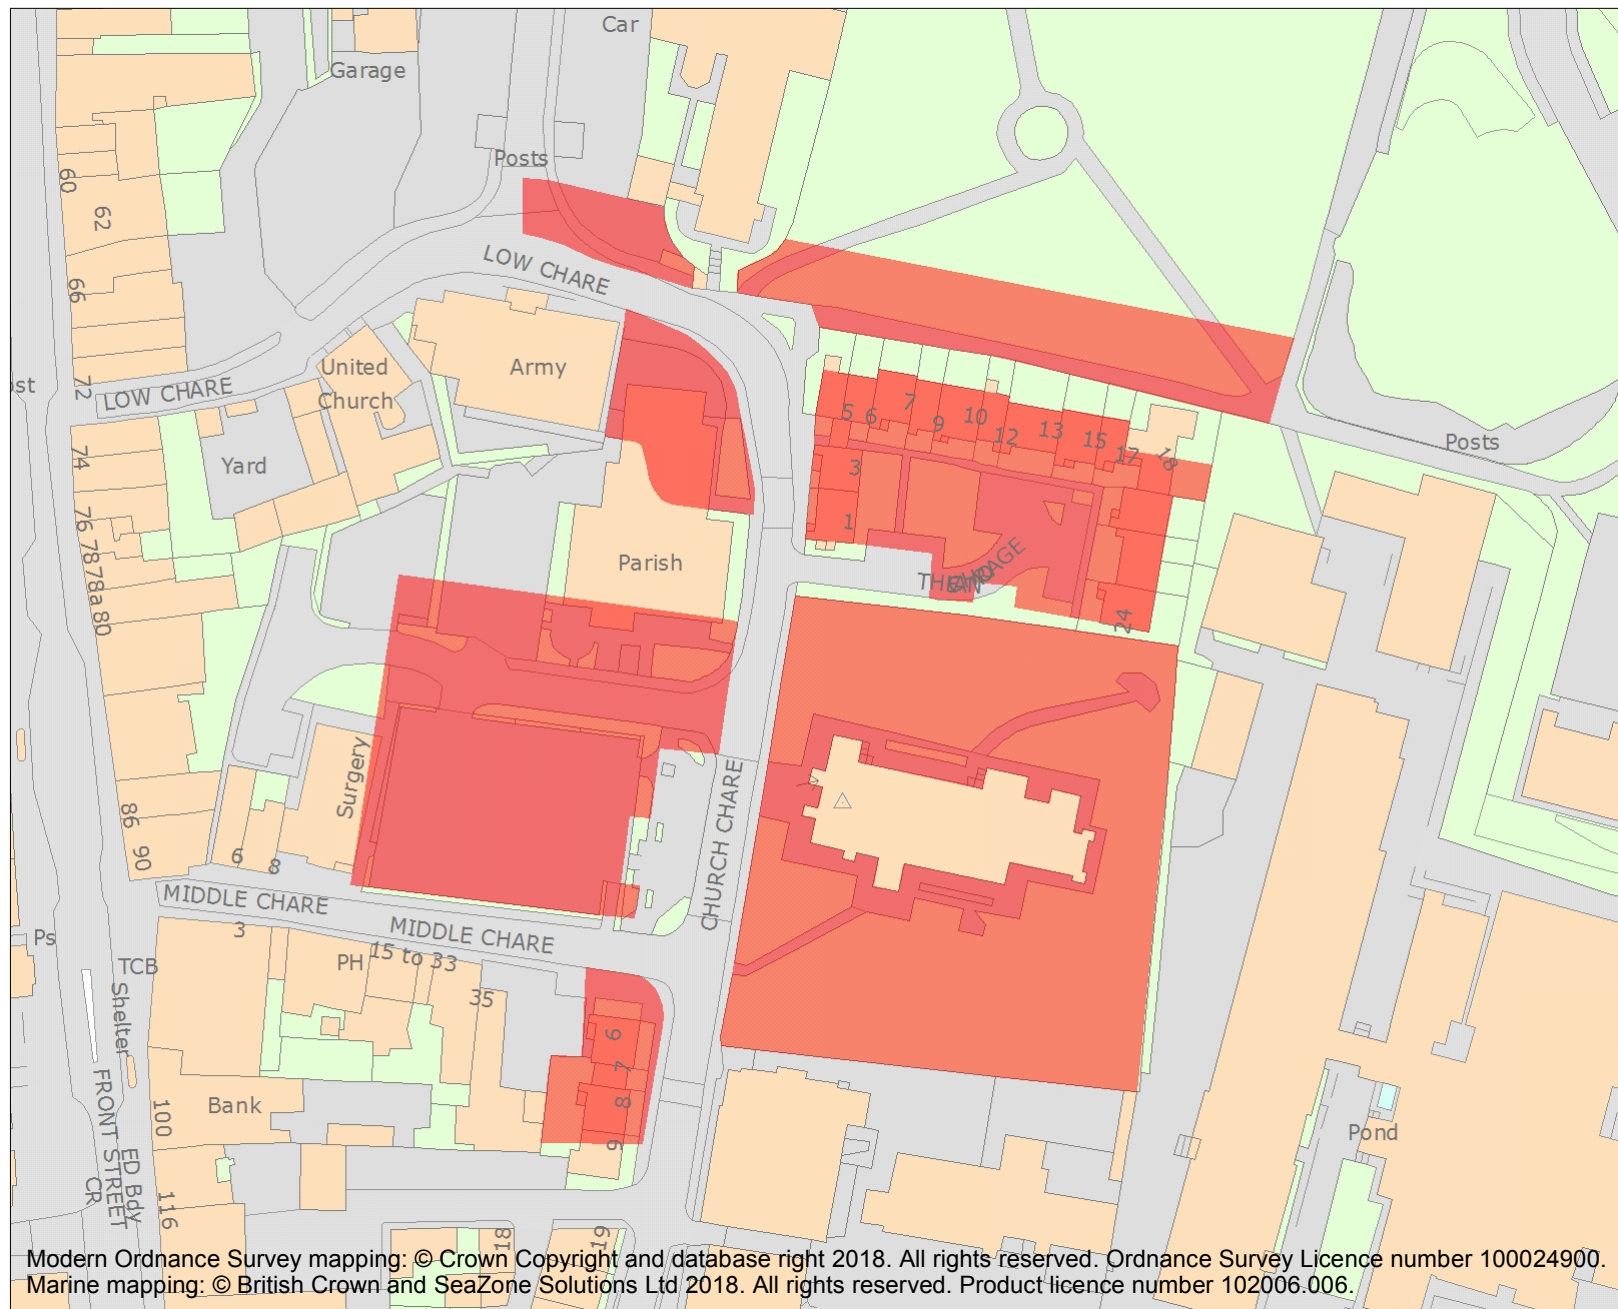 Car
Garage
Posts
60
62
LOW CHARE
66
United
Church
Army
ost
72
LOW CHARE
5 6 7 9 10 12 13 15 17 18
Posts
74
Yard
3
1
76
78
78a
80
Parish
24
Surgery
CHURCH CHARE
86
90
6
8
MIDDLE CHARE
MIDDLE CHARE
3
Ps
PH
15 to 33
TCB
Shelter
35
6
7
8
9
FRONT STREET
100
Bank
Pond
ED Bdy
CR
116
18
19
Modern Ordnance Survey mapping: © Crown Copyright and database right 2018. All rights reserved. Ordnance Survey Licence number 100024900.
Marine mapping: © British Crown and SeaZone Solutions Ltd 2018. All rights reserved. Product licence number 102006.006.